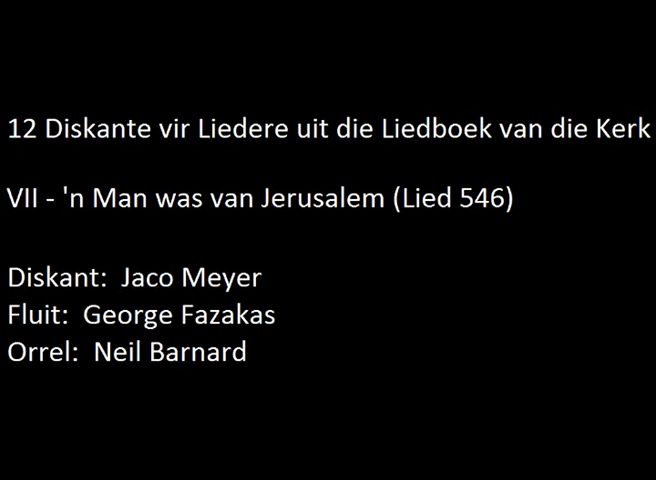 12 Diskante vir Liedere uit die Liedboek van die Kerk
VII - 'n Man was van Jerusalem (Lied 546)
Diskant:  Jaco Meyer
Fluit:  George Fazakas
Orrel:  Neil Barnard